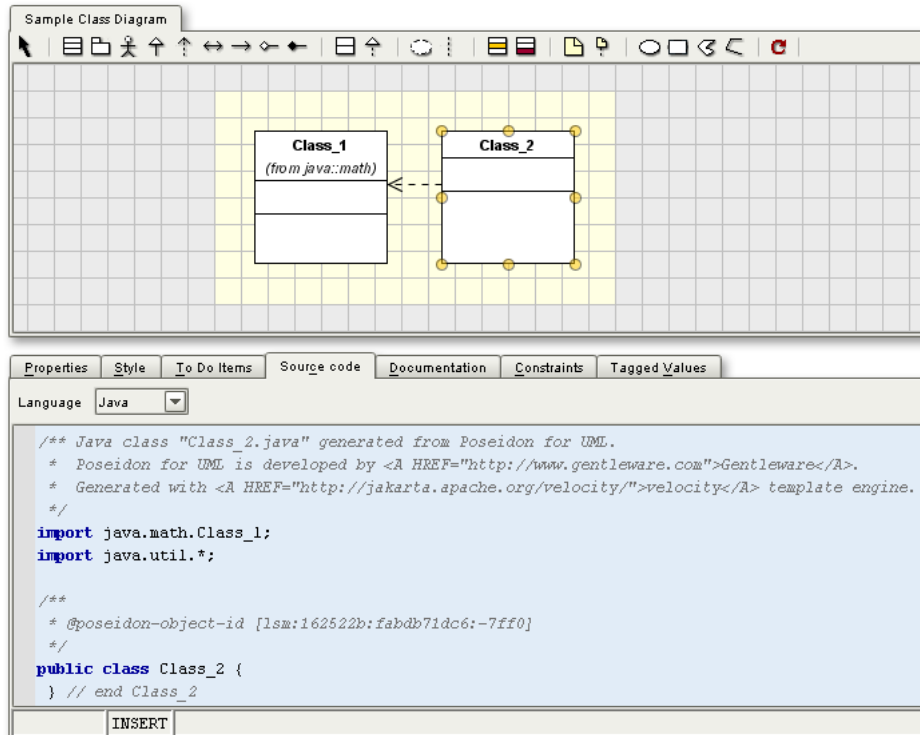 Sample Class Diagram
Class_1
(from java::math)
Class_2
Properties Style To Do Items Source code Documentation Constraints Tagged Values
Language Java
/** Java class "Class_2.java" generated from Poseidon for UML.
* Poseidon for UML is developed by <A HREF="http://www.gentleware.com">Gentleware</A>.
* Generated with <A HREF="http://jakarta.apache.org/velocity/">velocity</A> template engine.
*/
import java.math.Class_1;
import java.util.*;
/**
* @poseidon-object-id [lsm:162522b:fabdb71dc6:-7ff0]
*/
public class Class_2 {
} // end Class_2
INSERT